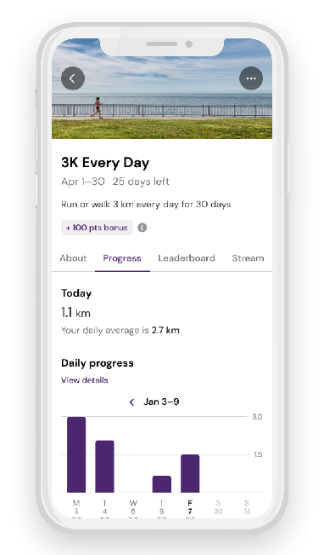 3K Every Day
Apr 1–30 25 days left
Run or walk 3 km every day for 30 days
+ 100 pts bonus
About Progress Leaderboard Stream
Today
1.1 km
Your daily average is 2.7 km
Daily progress
View details
Jan 3–9
3.0
1.5
M T W T F S S
3 4 5 6 7 30 31